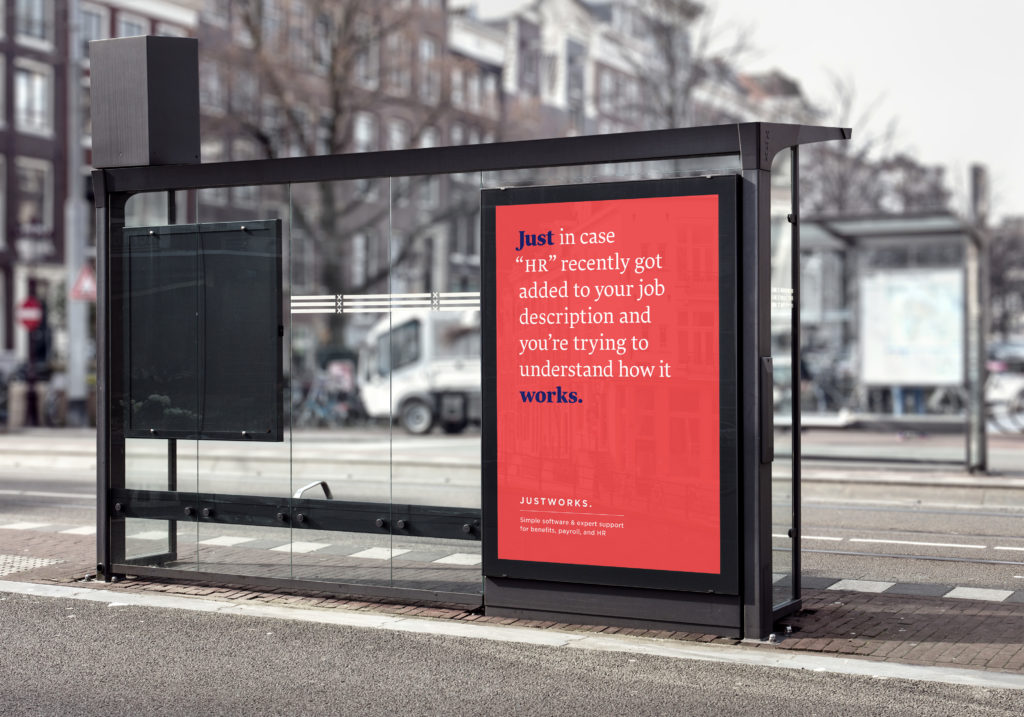 Just in case
“HR” recently got
added to your job
description and
you’re trying to
understand how it
works.
JUSTWORKS.
Simple software & expert support
for benefits, payroll, and HR